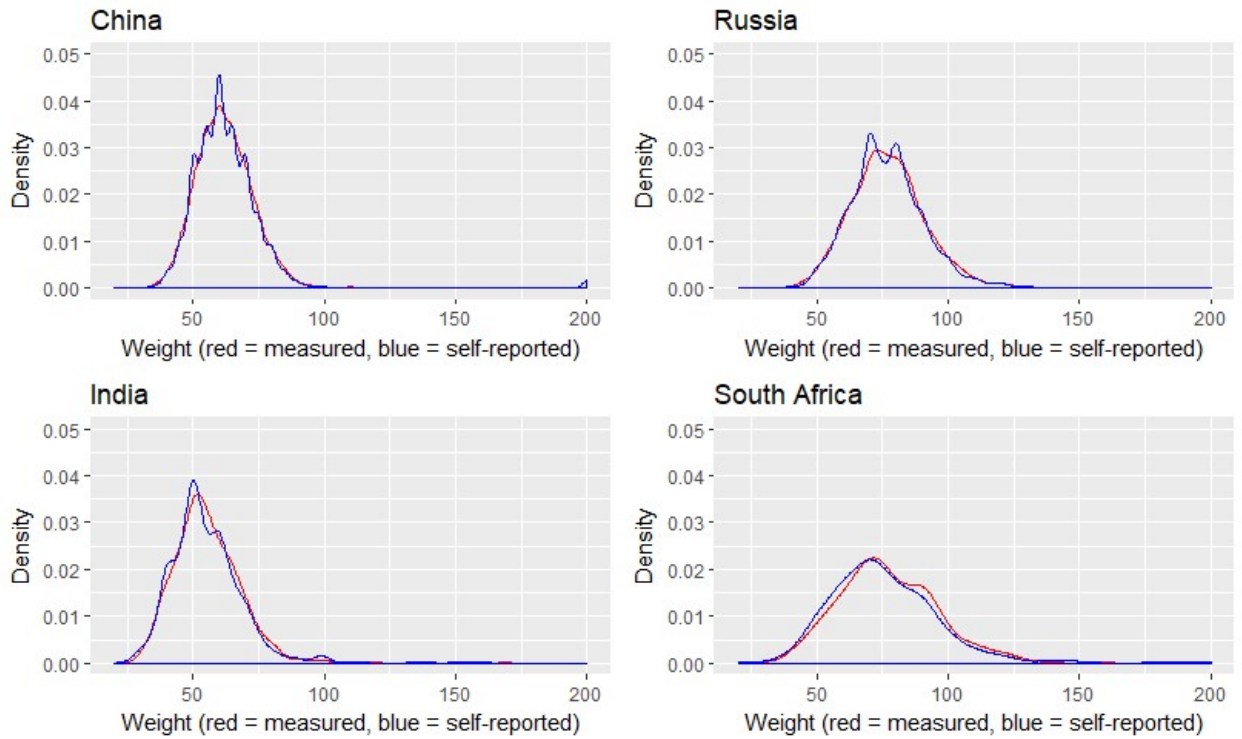 China
0.05
0.04
0.03
0.02
0.01
0.00
Density
50 100 150 200
Weight (red = measured, blue = self-reported)
Russia
0.05
0.04
0.03
0.02
0.01
0.00
Density
50 100 150 200
Weight (red = measured, blue = self-reported)
India
0.05
0.04
0.03
0.02
0.01
0.00
Density
50 100 150 200
Weight (red = measured, blue = self-reported)
South Africa
0.05
0.04
0.03
0.02
0.01
0.00
Density
50 100 150 200
Weight (red = measured, blue = self-reported)